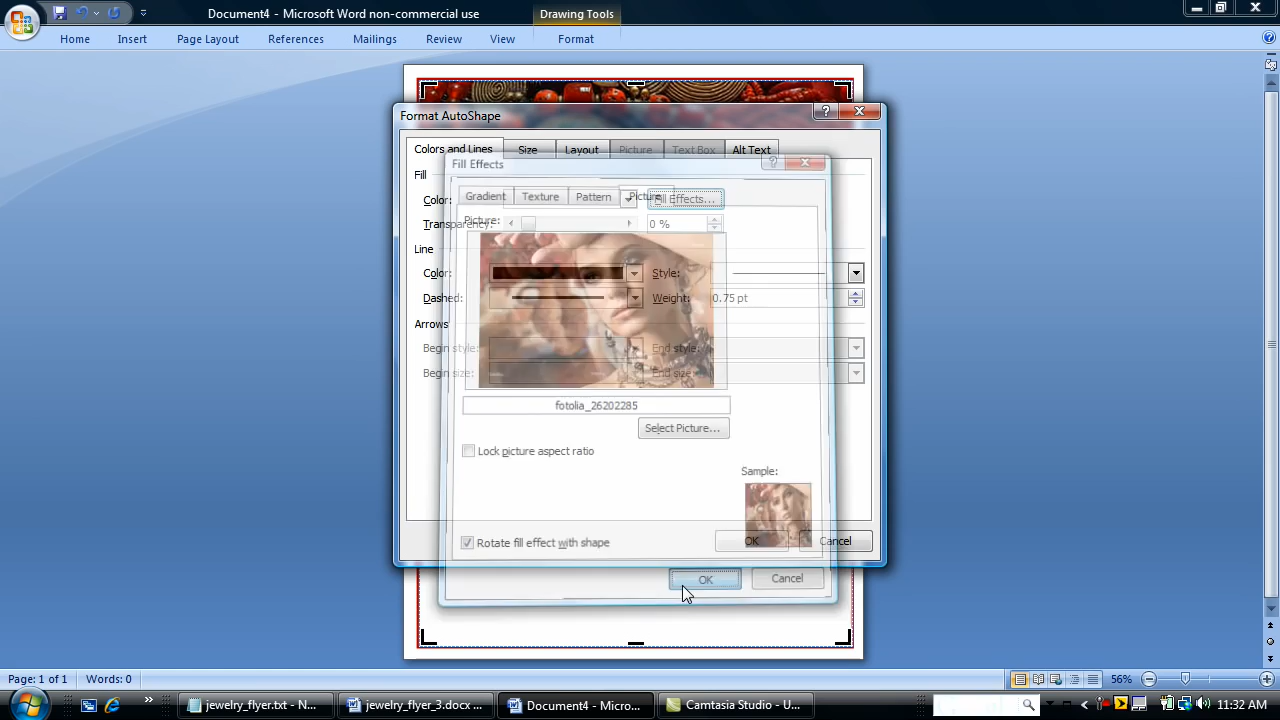 Document4 - Microsoft Word non-commercial use
Drawing Tools
Home Insert Page Layout References Mailings Review View Format
Format AutoShape
Colors and Lines Size Layout Picture Text Box Alt Text
Fill Effects
Fill
Gradient Texture Pattern Picture
Color: Fill Effects...
Picture:
Transparency: 0 %
Line
Color: Style:
Dashed: Weight: 0.75 pt
Arrows
Begin style: End style:
Begin size: End size:
fotolia_26202285
Select Picture...
Lock picture aspect ratio
Sample:
Rotate fill effect with shape
OK Cancel
OK Cancel
Page: 1 of 1 Words: 0 56%
jewelry_flyer.txt - N... jewelry_flyer_3.docx ... Document4 - Micros... Camtasia Studio - U... 11:32 AM